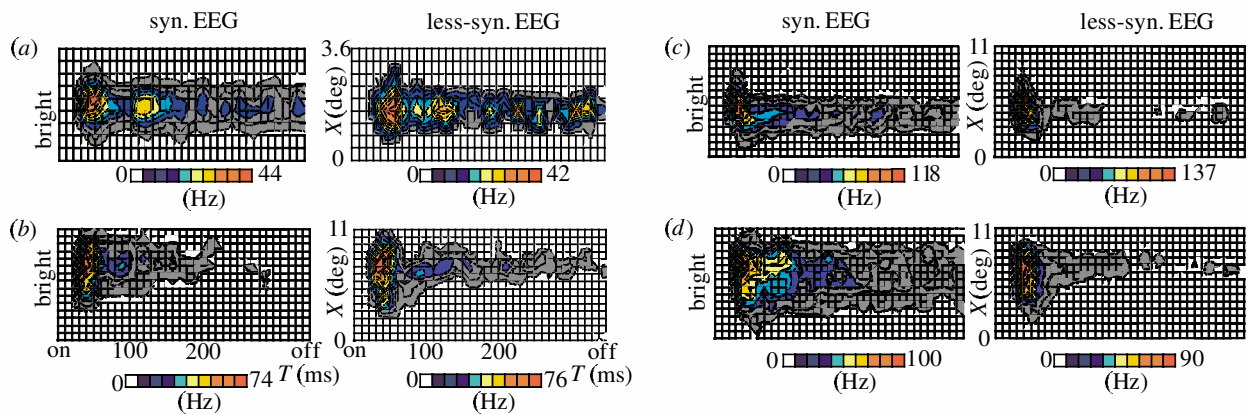 syn. EEG less-syn. EEG syn. EEG less-syn. EEG
(a) 3.6 (c) 11
bright X (deg) bright X (deg)
0 0
0 44 0 42 0 118 0 137
(Hz) (Hz) (Hz) (Hz)
(b) 11 (d) 11
bright X (deg) bright X (deg)
0 0
on 100 200 off on 100 200 off
0 74 T (ms) 0 76 T (ms) 0 100 0 90
(Hz) (Hz) (Hz) (Hz)